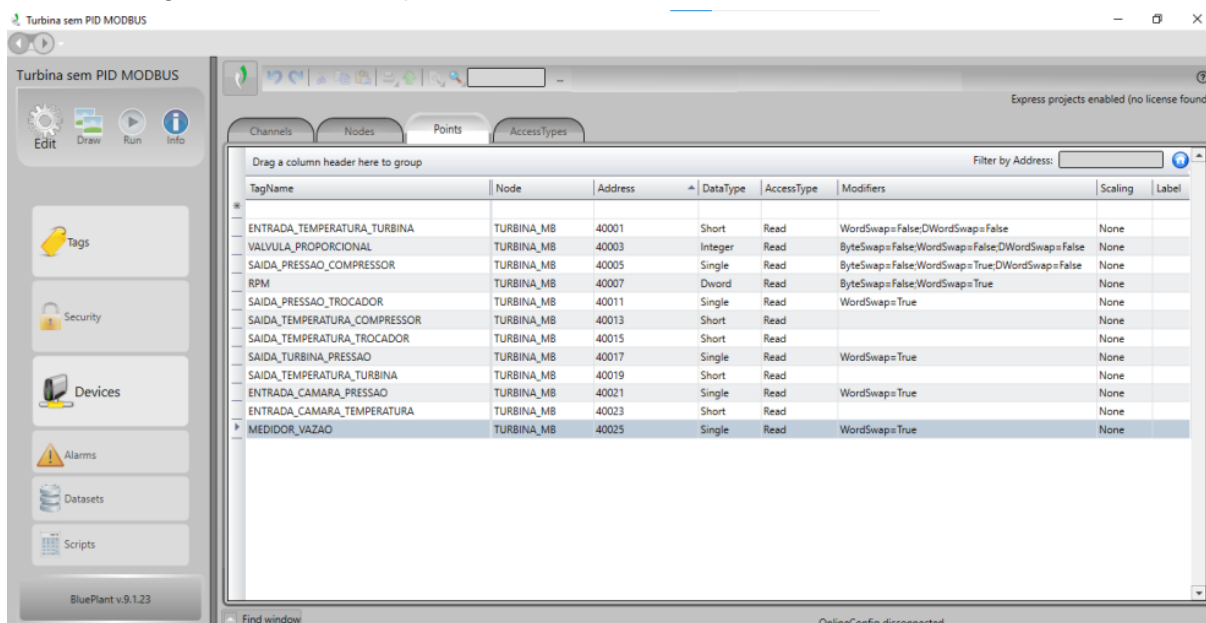 Turbina sem PID MODBUS
Turbina sem PID MODBUS
Edit Draw Run Info
Express projects enabled (no license found
Channels Nodes Points AccessTypes
Drag a column header here to group Filter by Address:
TagName Node Address DataType AccessType Modifiers Scaling Label
ENTRADA_TEMPERATURA_TURBINA TURBINA_MB 40001 Short Read WordSwap=False;DWordSwap=False None
VALVULA_PROPORCIONAL TURBINA_MB 40003 Integer Read ByteSwap=False;WordSwap=False;DWordSwap=False None
SAIDA_PRESSAO_COMPRESSOR TURBINA_MB 40005 Single Read ByteSwap=False;WordSwap=True;DWordSwap=False None
RPM TURBINA_MB 40007 Dword Read ByteSwap=False;WordSwap=True None
SAIDA_PRESSAO_TROCADOR TURBINA_MB 40011 Single Read WordSwap=True None
SAIDA_TEMPERATURA_COMPRESSOR TURBINA_MB 40013 Short Read None
SAIDA_TEMPERATURA_TROCADOR TURBINA_MB 40015 Short Read None
SAIDA_TURBINA_PRESSAO TURBINA_MB 40017 Single Read WordSwap=True None
SAIDA_TEMPERATURA_TURBINA TURBINA_MB 40019 Short Read None
ENTRADA_CAMARA_PRESSAO TURBINA_MB 40021 Single Read WordSwap=True None
ENTRADA_CAMARA_TEMPERATURA TURBINA_MB 40023 Short Read None
MEDIDOR_VAZAO TURBINA_MB 40025 Single Read WordSwap=True None
Tags
Security
Devices
Alarms
Datasets
Scripts
BluePlant v.9.1.23
Find window OnlineConfig disconnected